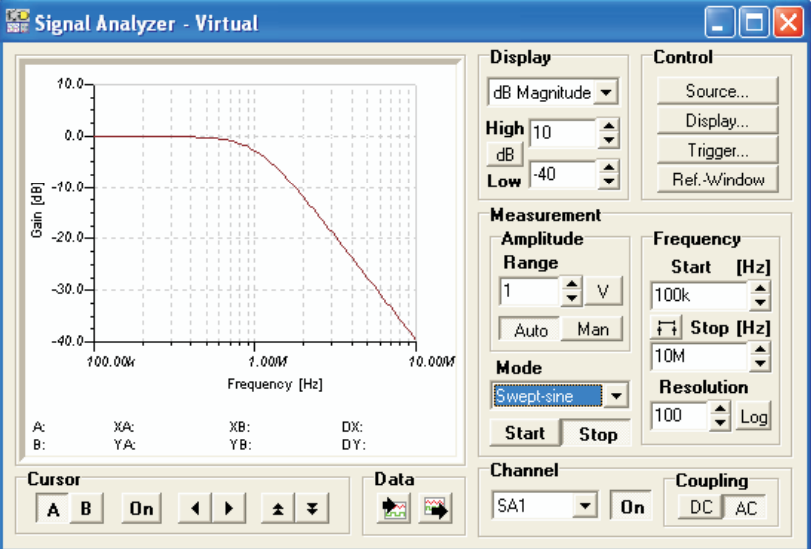 Signal Analyzer - Virtual
10.0
0.0
-10.0
-20.0
-30.0
-40.0
Gain [dB]
100.00k 1.00M 10.00M
Frequency [Hz]
A: XA: XB: DX:
B: YA: YB: DY:
Cursor
A B On
Data
Display
dB Magnitude
High 10
dB
Low -40
Control
Source...
Display...
Trigger...
Ref.-Window
Measurement
Amplitude
Range
1 V
Auto Man
Mode
Swept-sine
Start Stop
Frequency
Start [Hz]
100k
Stop [Hz]
10M
Resolution
100 Log
Channel
SA1 On
Coupling
DC AC